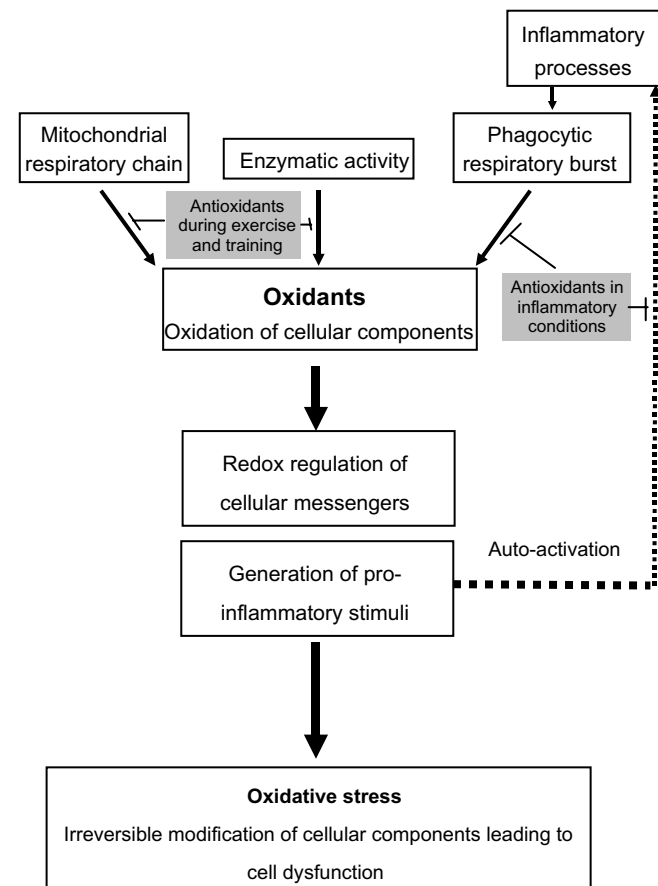 Inflammatory
processes
Mitochondrial
respiratory chain
Enzymatic activity
Phagocytic
respiratory burst
Antioxidants
during exercise
and training
Oxidants
Oxidation of cellular components
Antioxidants in
inflammatory
conditions
Redox regulation of
cellular messengers
Auto-activation
Generation of pro-
inflammatory stimuli
Oxidative stress
Irreversible modification of cellular components leading to
cell dysfunction